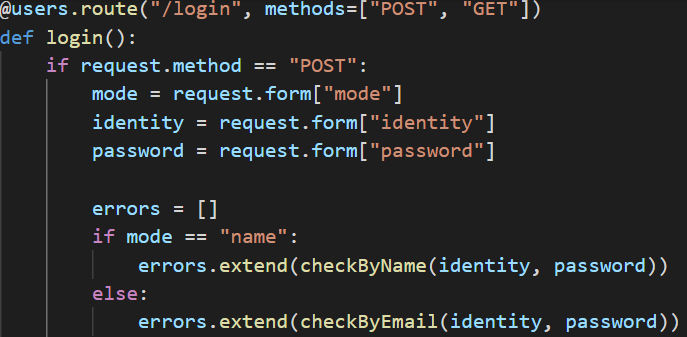 @users.route("/login", methods=["POST", "GET"])
def login():
    if request.method == "POST":
        mode = request.form["mode"]
        identity = request.form["identity"]
        password = request.form["password"]

        errors = []
        if mode == "name":
            errors.extend(checkByName(identity, password))
        else:
            errors.extend(checkByEmail(identity, password))